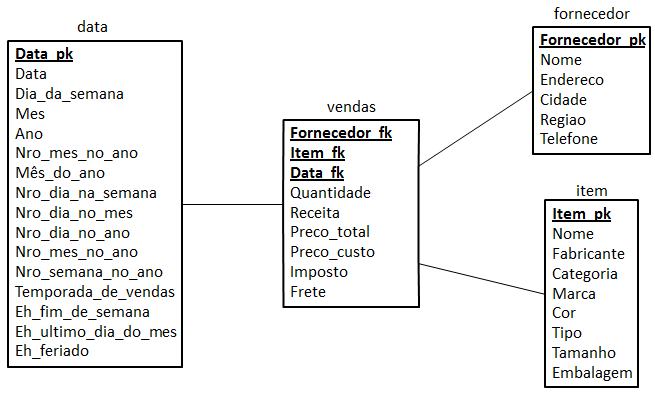 data
Data_pk
Data
Dia_da_semana
Mes
Ano
Nro_mes_no_ano
Mês_do_ano
Nro_dia_na_semana
Nro_dia_no_mes
Nro_dia_no_ano
Nro_mes_no_ano
Nro_semana_no_ano
Temporada_de_vendas
Eh_fim_de_semana
Eh_ultimo_dia_do_mes
Eh_feriado
vendas
Fornecedor_fk
Item_fk
Data_fk
Quantidade
Receita
Preco_total
Preco_custo
Imposto
Frete
fornecedor
Fornecedor_pk
Nome
Endereco
Cidade
Regiao
Telefone
item
Item_pk
Nome
Fabricante
Categoria
Marca
Cor
Tipo
Tamanho
Embalagem